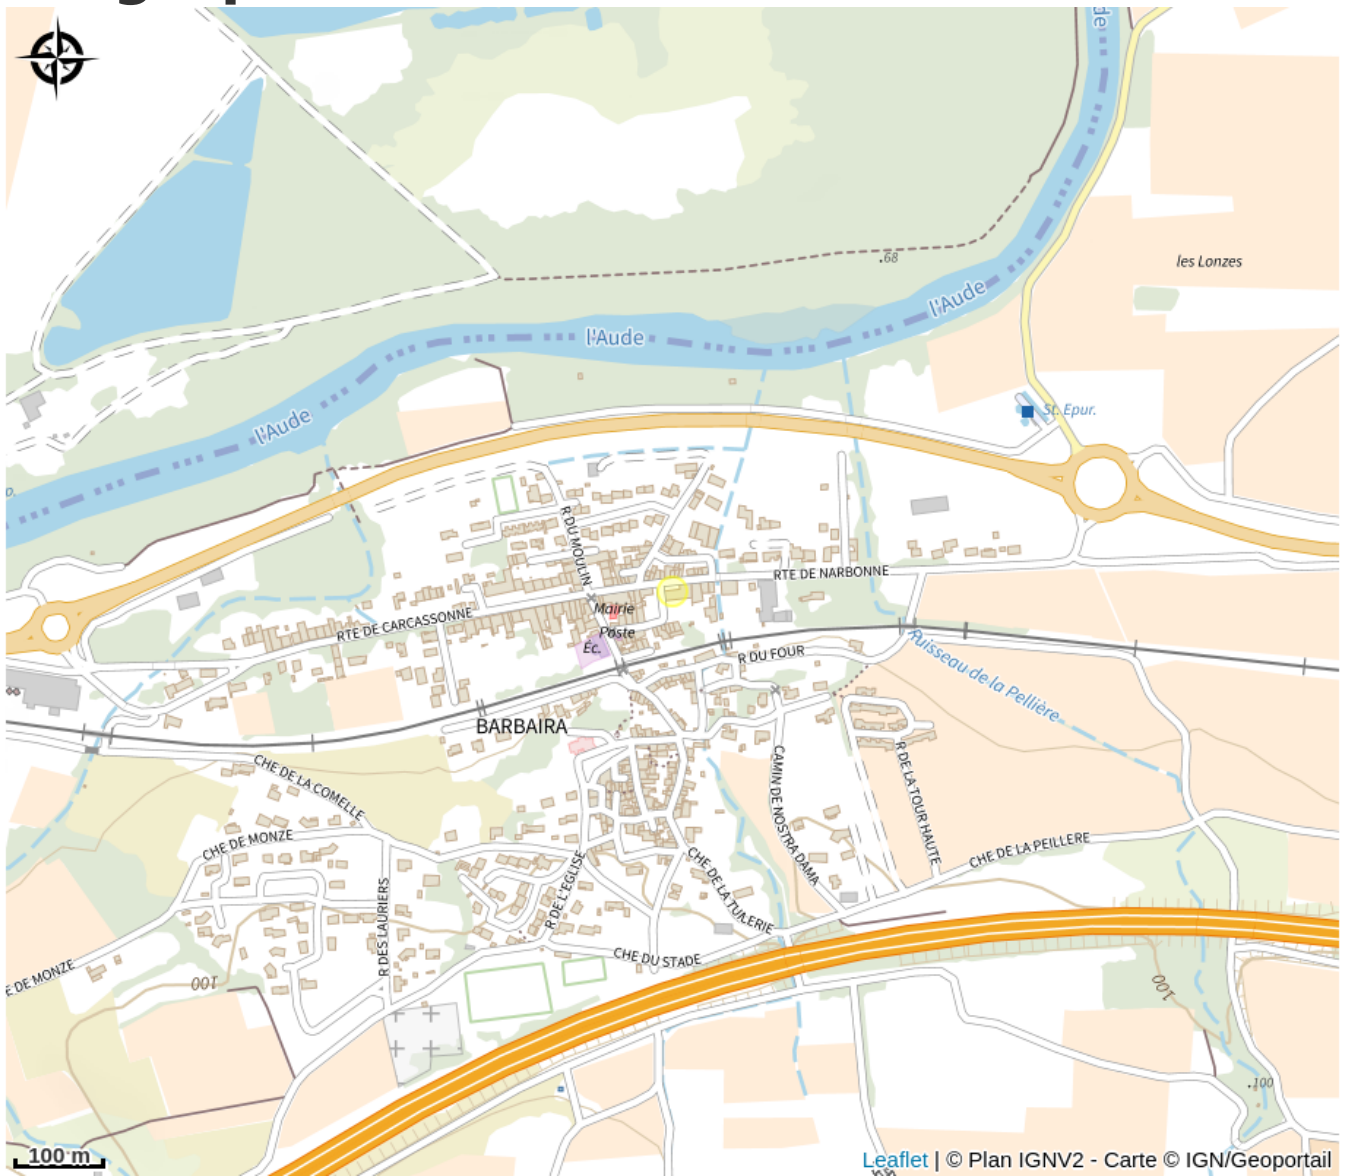 de
les Lonzes
.68
l'Aude
l'Aude
l'Aude
St. Epur.
R DU MOULIN
RTE DE NARBONNE
Mairie
RTE DE CARCASSONNE
Poste
Éc.
R DU FOUR
Ruisseau de la Pellière
BARBAIRA
CHE DE LA COMELLE
CAMIN DE NOSTRA DAMA
R DE LA TOUR HAUTE
CHE DE MONZE
CHE DE LA PEILLERE
R DES LAURIERS
R DE L'EGLISE
CHE DE LA TUILERIE
E DE MONZE
CHE DU STADE
100
100
.100
100 m
Leaflet | © Plan IGNV2 - Carte © IGN/Geoportail